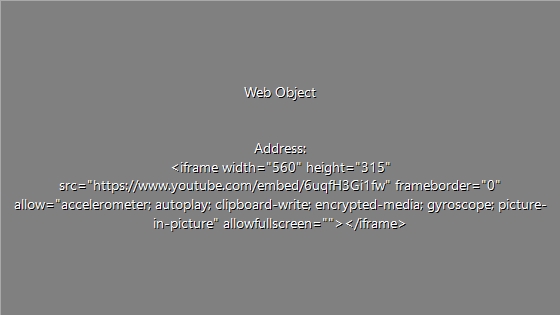 Web Object
Address:
<iframe width="560" height="315"
src="https://www.youtube.com/embed/6uqfH3Gi1fw" frameborder="0"
allow="accelerometer; autoplay; clipboard-write; encrypted-media; gyroscope; picture-
in-picture" allowfullscreen=""></iframe>